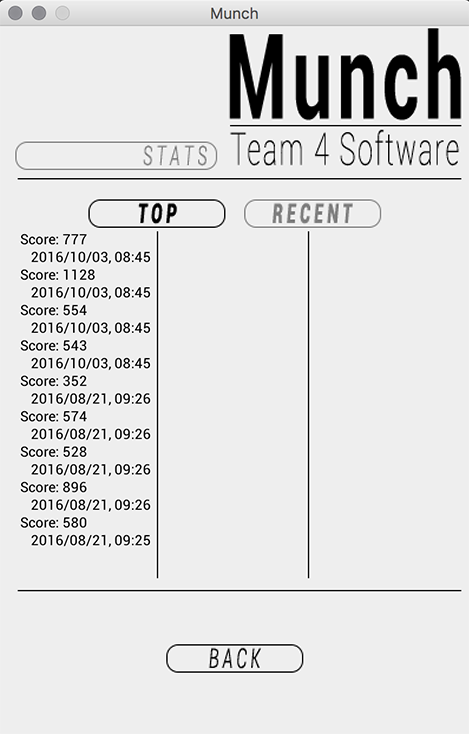 Munch
Munch
Team 4 Software
STATS
TOP
RECENT
Score: 777
2016/10/03, 08:45
Score: 1128
2016/10/03, 08:45
Score: 554
2016/10/03, 08:45
Score: 543
2016/10/03, 08:45
Score: 352
2016/08/21, 09:26
Score: 574
2016/08/21, 09:26
Score: 528
2016/08/21, 09:26
Score: 896
2016/08/21, 09:26
Score: 580
2016/08/21, 09:25
BACK